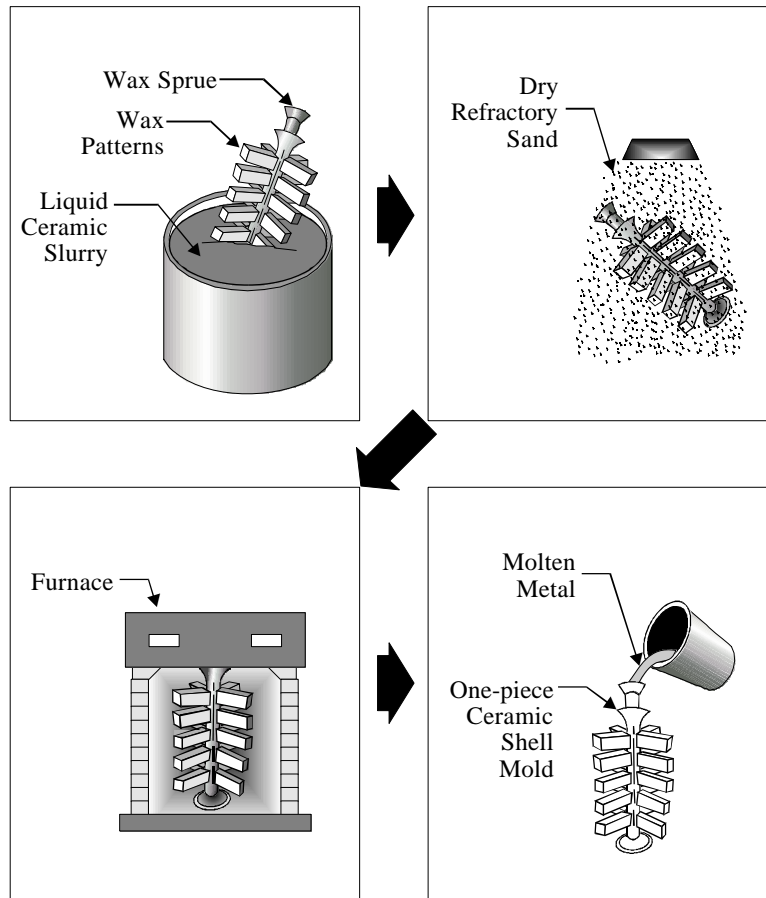 Wax Sprue
Wax
Patterns
Liquid
Ceramic
Slurry
Dry
Refractory
Sand
Furnace
Molten
Metal
One-piece
Ceramic
Shell
Mold